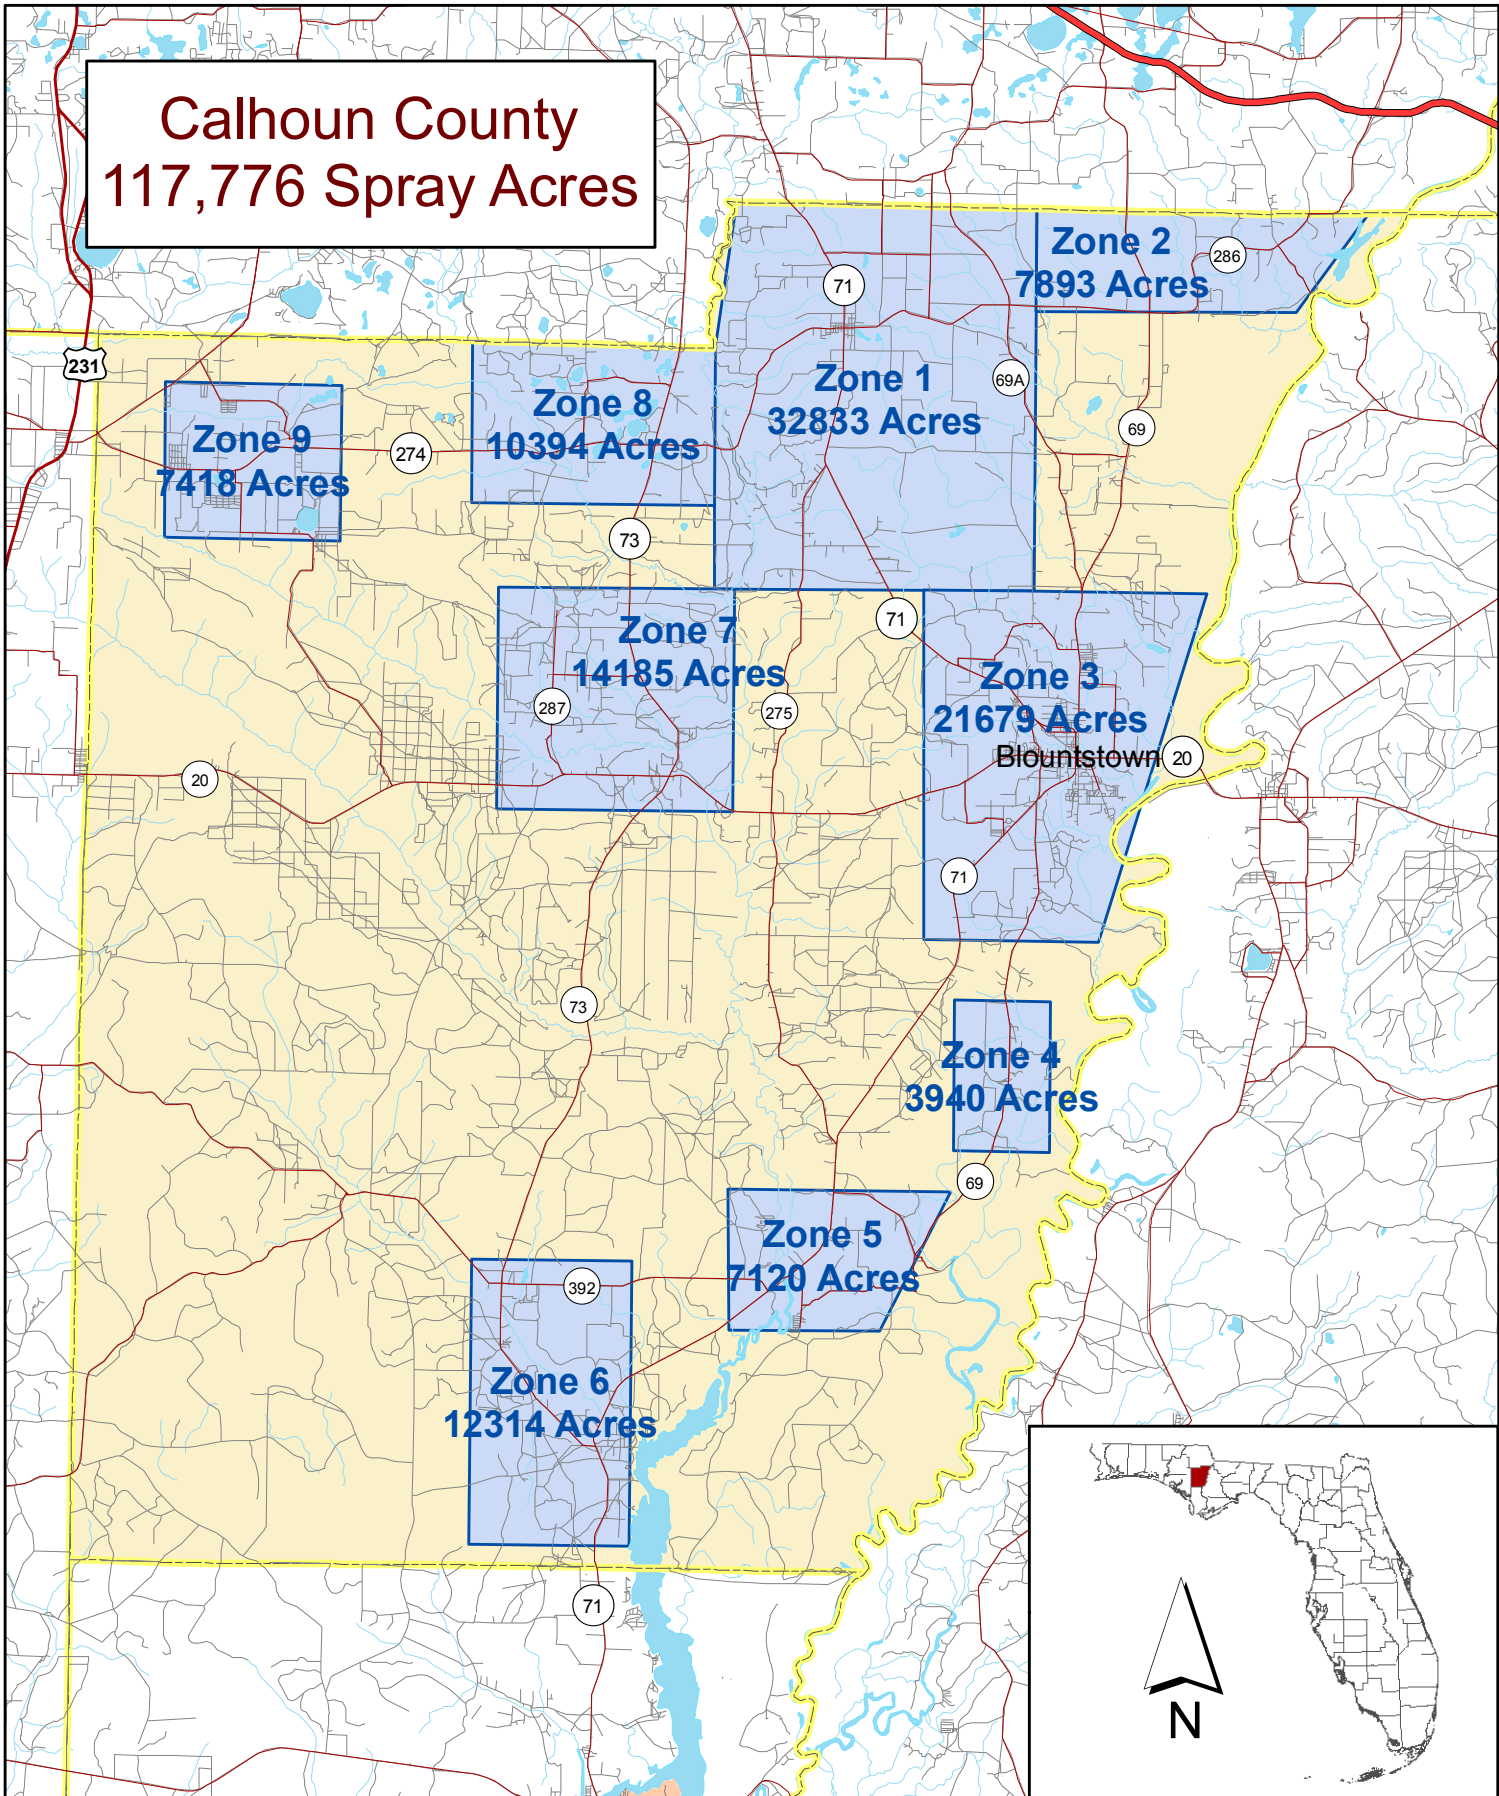 Calhoun County
117,776 Spray Acres
Zone 2
7893 Acres
286
71
231
Zone 1
32833 Acres
69A
Zone 8
10394 Acres
Zone 9
7418 Acres
274
69
73
71
Zone 7
14185 Acres
287
275
Zone 3
21679 Acres
Blountstown
20
20
71
73
Zone 4
3940 Acres
69
Zone 5
7120 Acres
392
Zone 6
12314 Acres
71
N